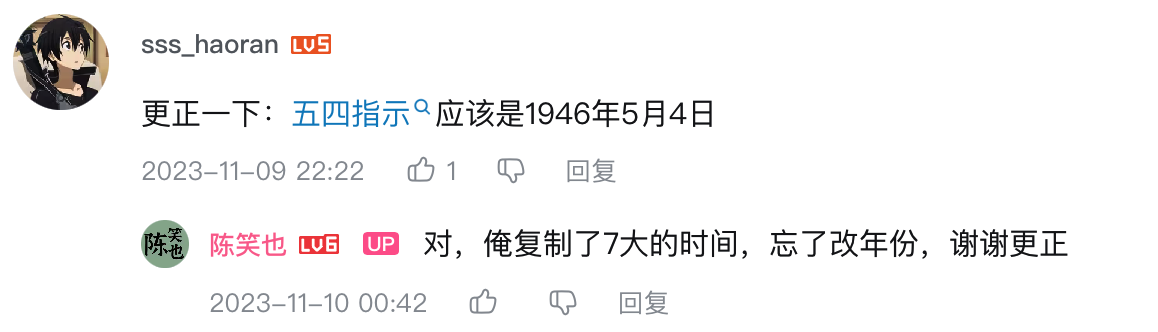 sss_haoran LV5
更正一下：五四指示应该是1946年5月4日
2023-11-09 22:22 1 回复
陈笑也 陈笑也 LV6 UP 对，俺复制了7大的时间，忘了改年份，谢谢更正
2023-11-10 00:42 回复